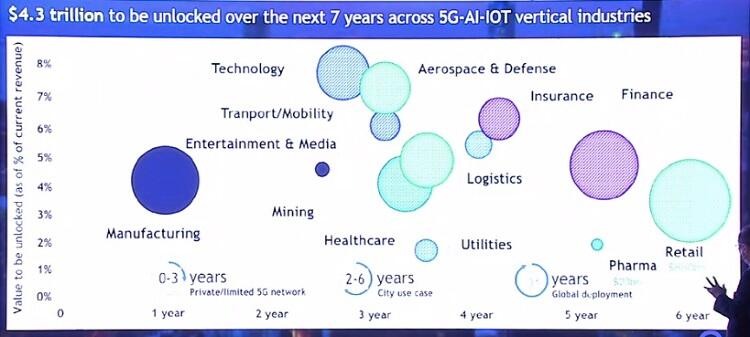 $4.3 trillion to be unlocked over the next 7 years across 5G-AI-IOT vertical industries
Value to be unlocked (as of % of current revenue)
8%
7%
6%
5%
4%
3%
2%
1%
0%
Technology
Aerospace & Defense
Insurance
Finance
Tranport/Mobility
Entertainment & Media
Logistics
Mining
Manufacturing
Healthcare
Utilities
Retail
Pharma
0-3 years
Private/limited 5G network
2-6 years
City use case
years
Global deployment
0
1 year
2 year
3 year
4 year
5 year
6 year